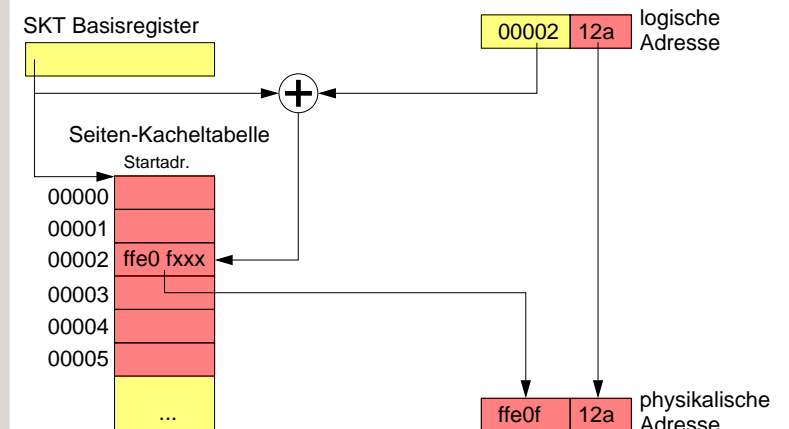 SKT Basisregister
00002 12a
logische
Adresse
+
Seiten-Kacheltabelle
Startadr.
00000
00001
00002 ffe0 fxxx
00003
00004
00005
...
ffe0f 12a
physikalische
Adresse